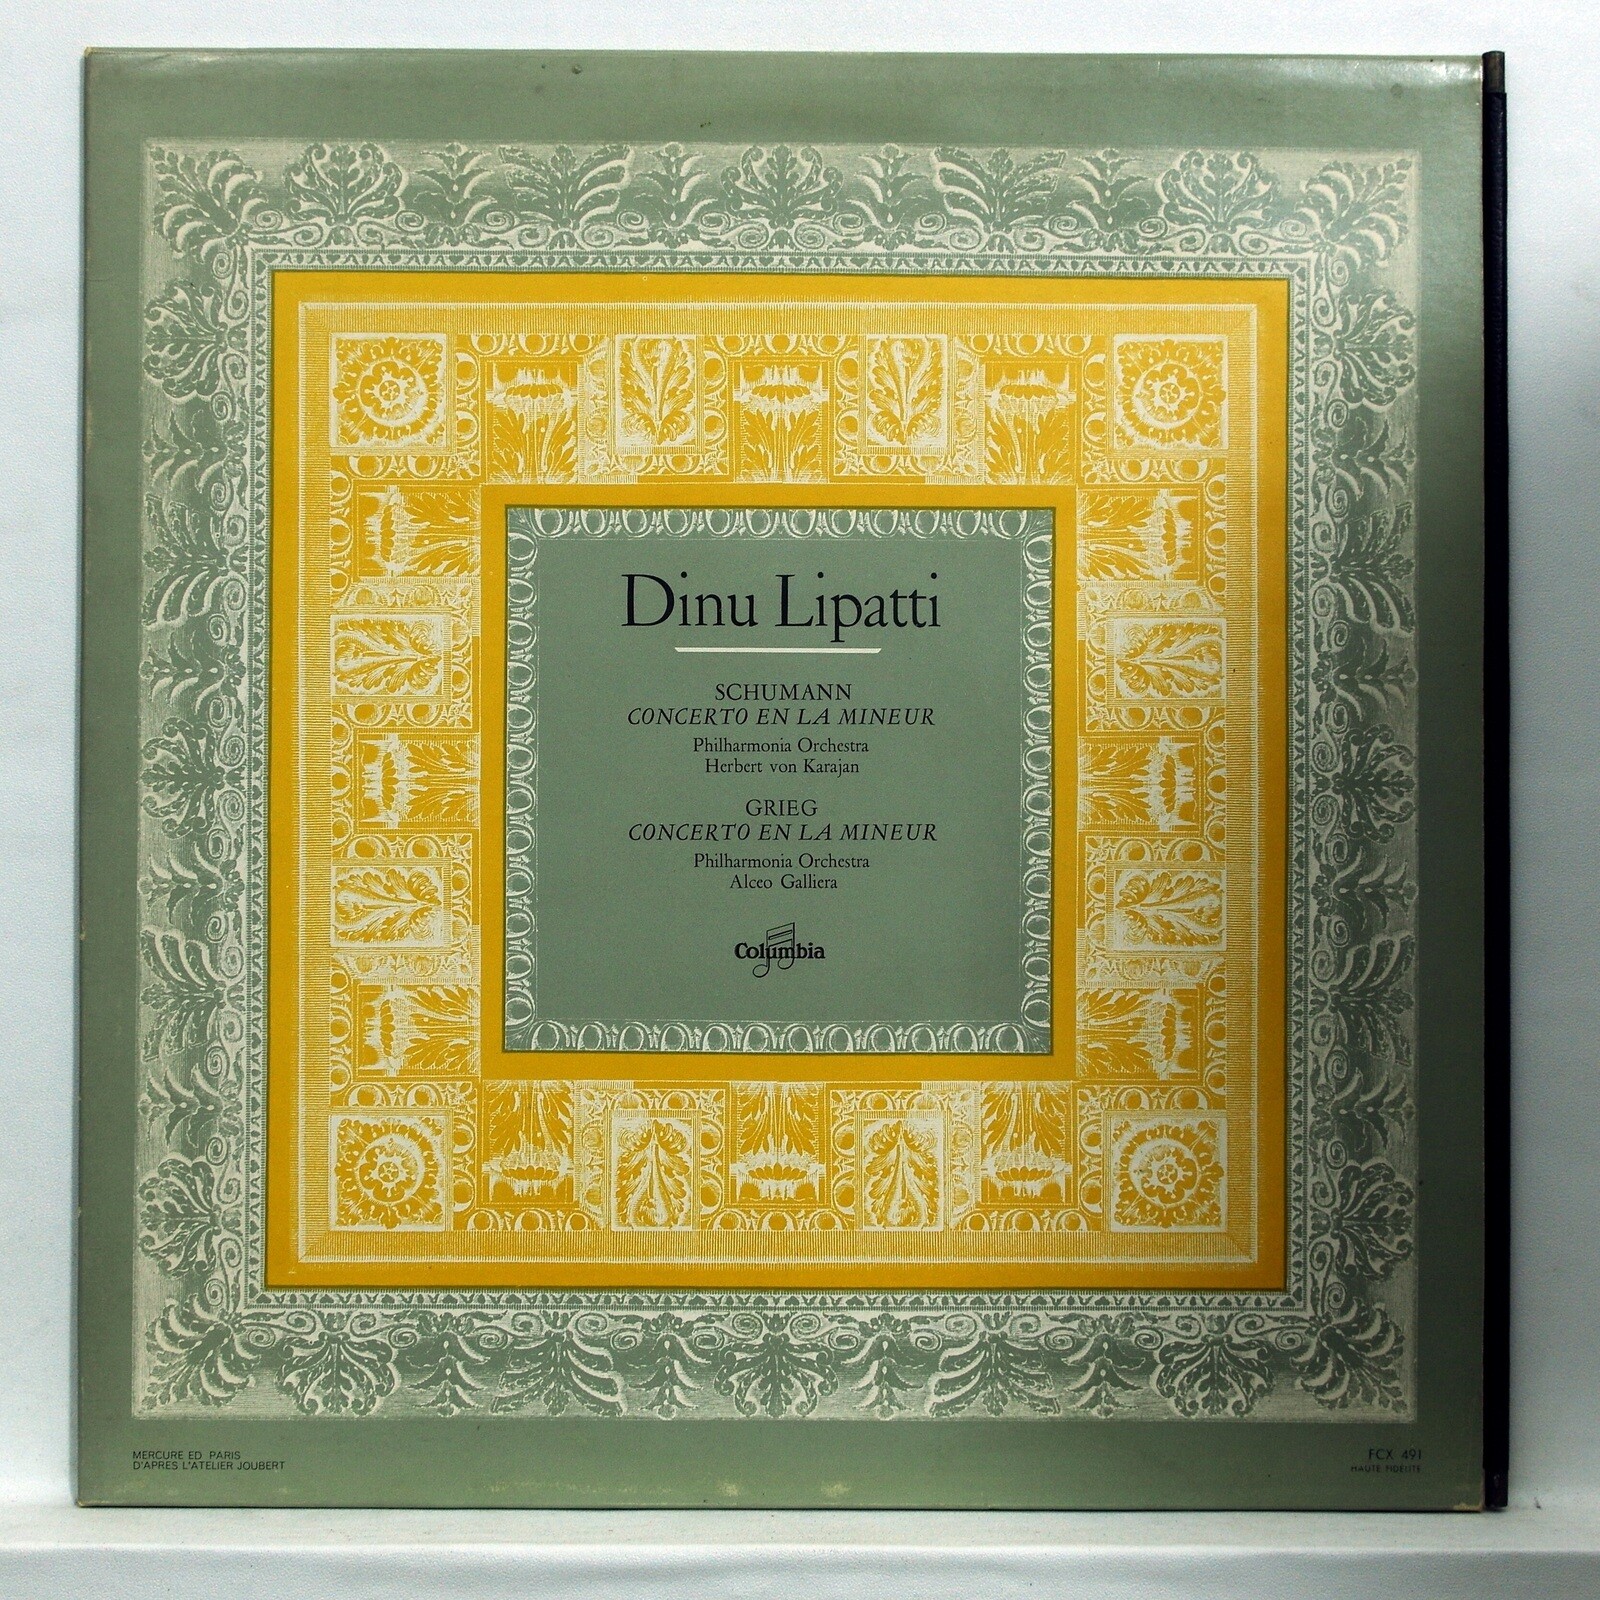 Dinu Lipatti
SCHUMANN
CONCERTO EN LA MINEUR
Philharmonia Orchestra
Herbert von Karajan
GRIEG
CONCERTO EN LA MINEUR
Philharmonia Orchestra
Alceo Galliera
Columbia
MERCURE ED PARIS
D'APRES L'ATELIER JOUBERT
FCX 491
HAUTE FIDELITE